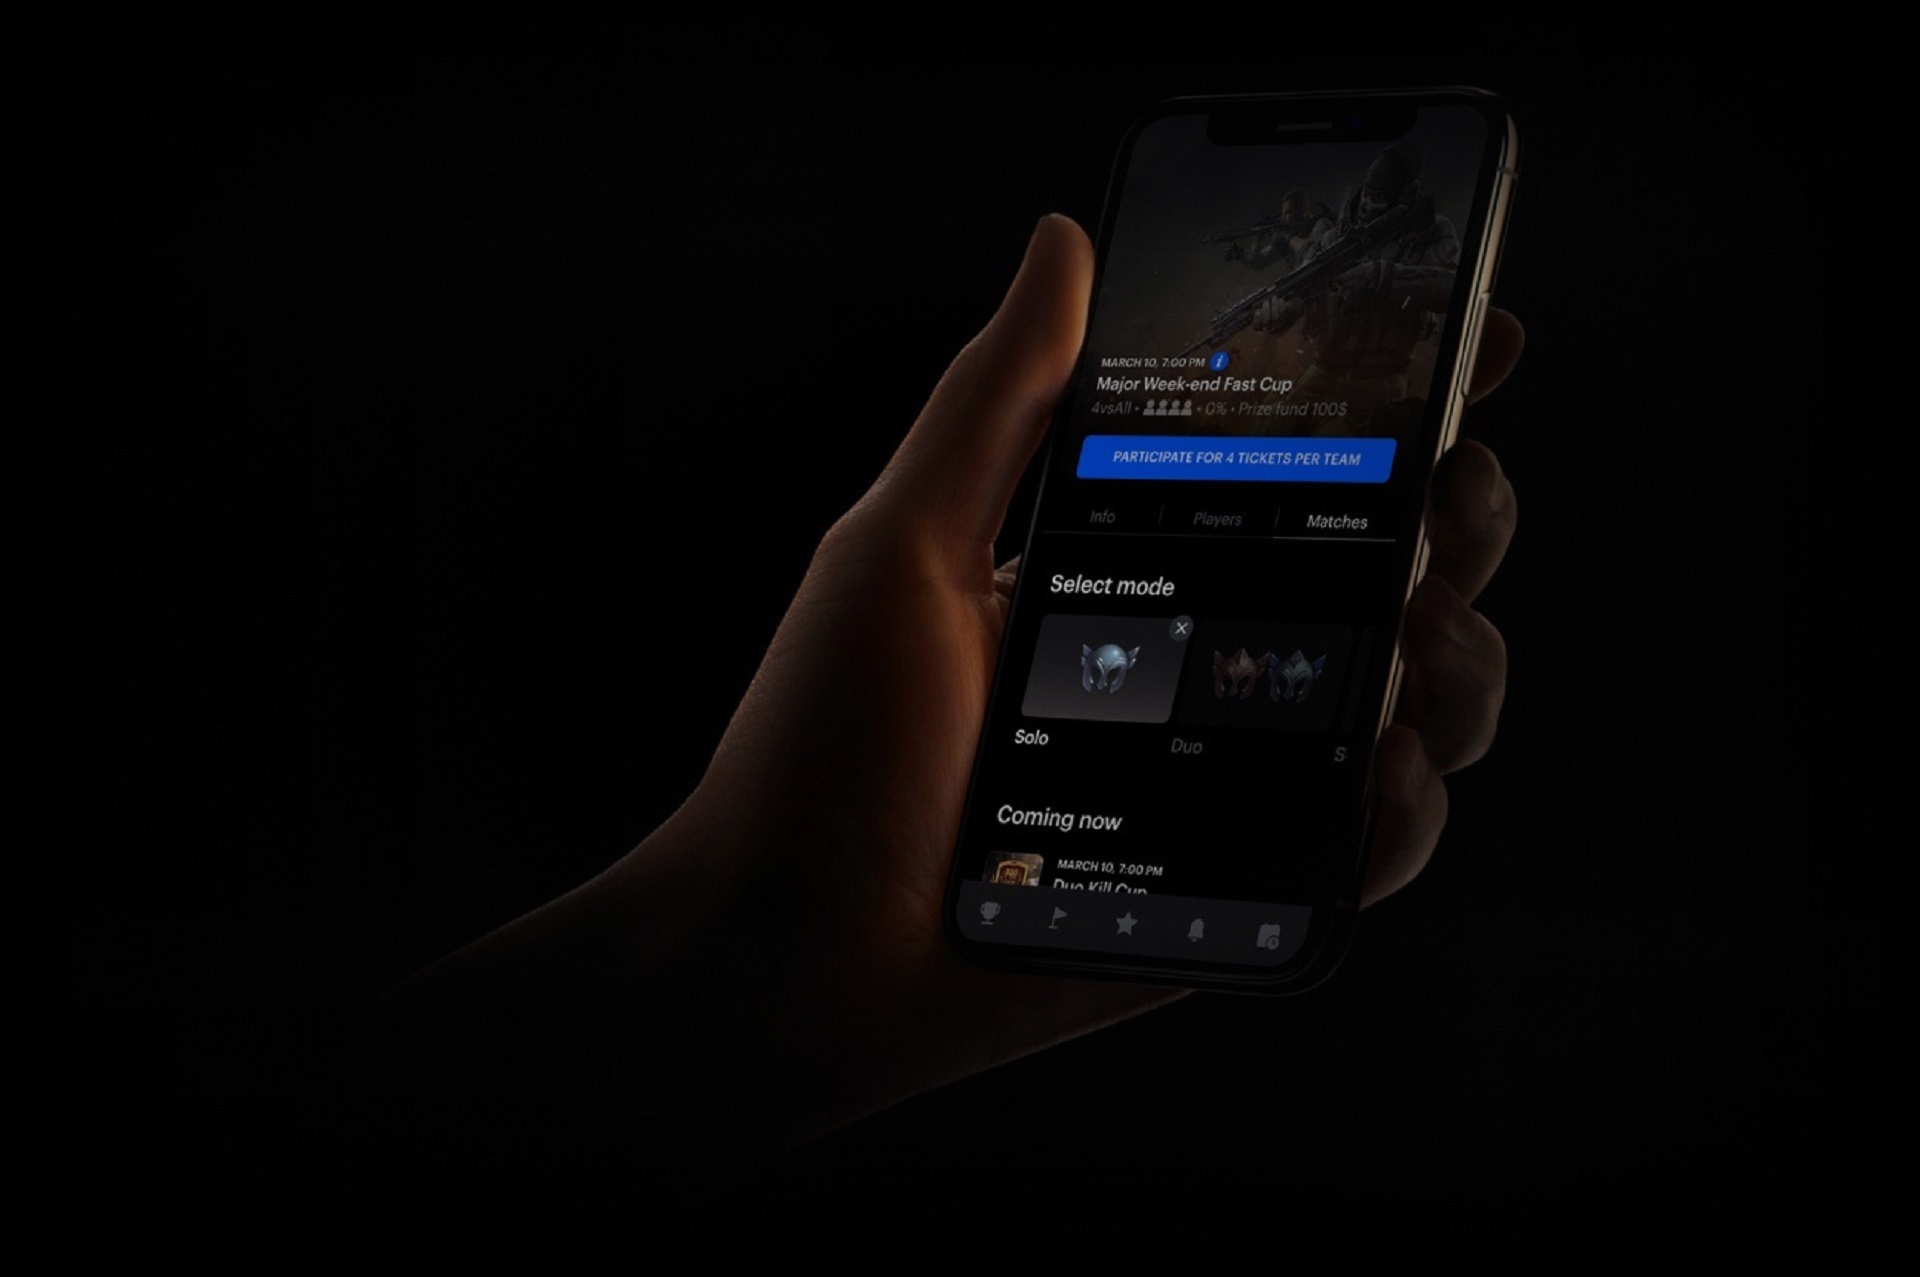 MARCH 10, 7:00 PM i
Major Week-end Fast Cup
4vsAll • • 0% • Prize fund 100$
PARTICIPATE FOR 4 TICKETS PER TEAM
Info Players Matches
Select mode
Solo Duo S
Coming now
MARCH 10, 7:00 PM
Duo Kill Cup